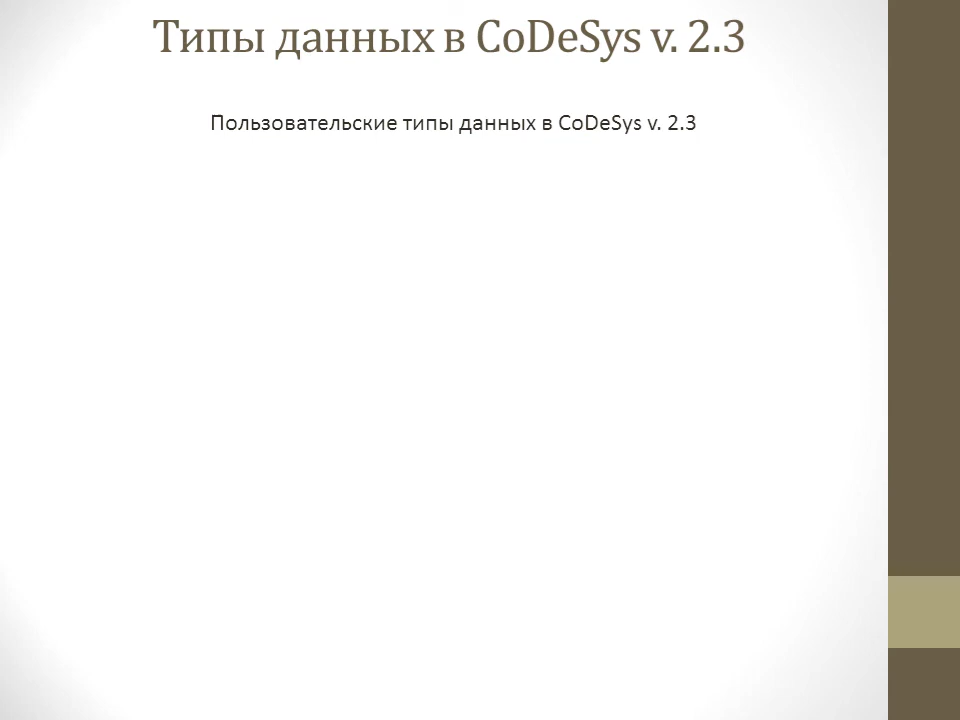 Типы данных в CoDeSys v. 2.3
Пользовательские типы данных в CoDeSys v. 2.3